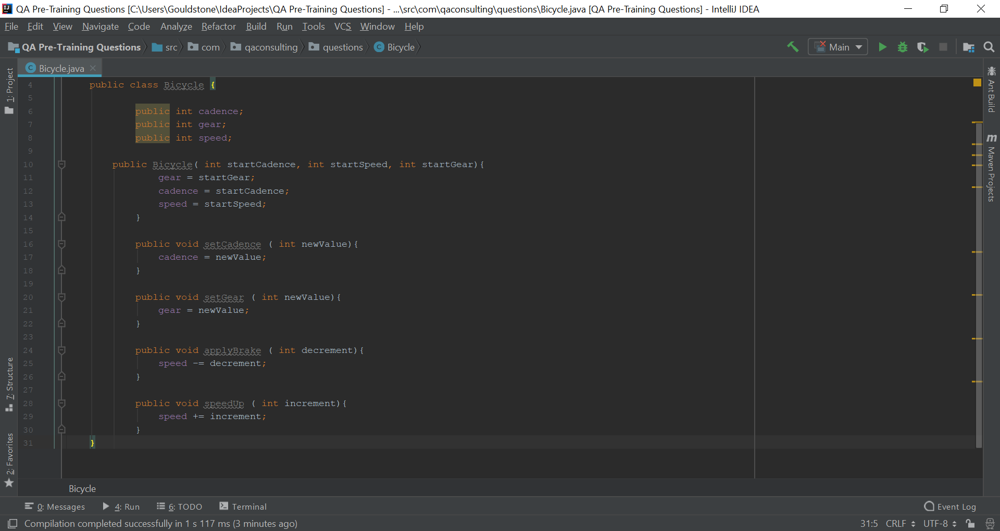 QA Pre-Training Questions [C:\Users\Gouldstone\IdeaProjects\QA Pre-Training Questions] - ...\src\com\qaconsulting\questions\Bicycle.java [QA Pre-Training Questions] - IntelliJ IDEA
File Edit View Navigate Code Analyze Refactor Build Run Tools VCS Window Help
QA Pre-Training Questions src com qaconsulting questions C Bicycle Main
C Bicycle.java
1: Project
7: Structure
2: Favorites
4 public class Bicycle {
5
6 public int cadence;
7 public int gear;
8 public int speed;
9
10 public Bicycle( int startCadence, int startSpeed, int startGear){
11 gear = startGear;
12 cadence = startCadence;
13 speed = startSpeed;
14 }
15
16 public void setCadence ( int newValue){
17 cadence = newValue;
18 }
19
20 public void setGear ( int newValue){
21 gear = newValue;
22 }
23
24 public void applyBrake ( int decrement){
25 speed -= decrement;
26 }
27
28 public void speedUp ( int increment){
29 speed += increment;
30 }
31 }
Ant Build
m Maven Projects
Bicycle
0: Messages 4: Run 6: TODO Terminal Event Log
Compilation completed successfully in 1 s 117 ms (3 minutes ago) 31:5 CRLF UTF-8